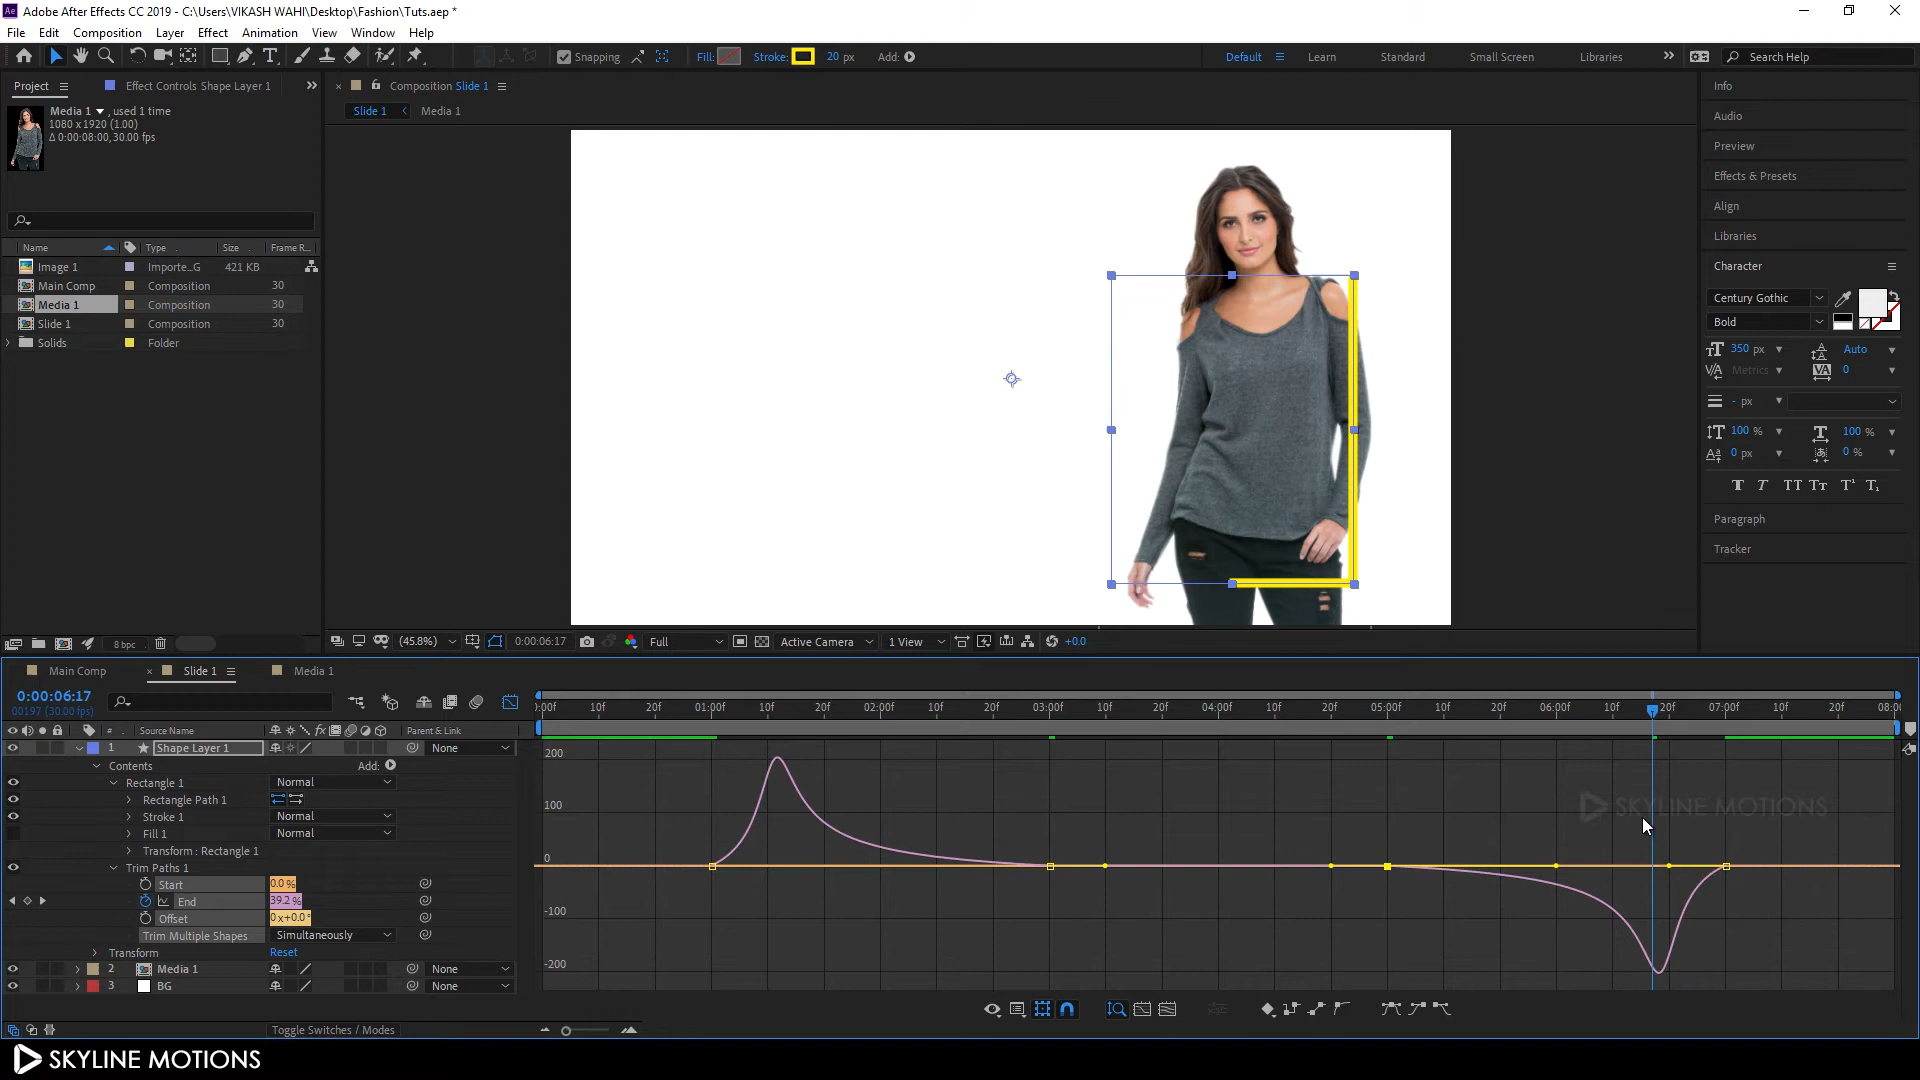 Ae Adobe After Effects CC 2019 - C:\Users\VIKASH WAHI\Desktop\Fashion\Tuts.aep *
File Edit Composition Layer Effect Animation View Window Help
Snapping Fill: Stroke: 20 px Add: Default Learn Standard Small Screen Libraries Search Help
Project Effect Controls Shape Layer 1 Composition Slide 1
Info
Slide 1 Media 1
Media 1 , used 1 time
1080 x 1920 (1.00)
Δ 0:00:08:00, 30.00 fps
Audio
Preview
Effects & Presets
Align
Libraries
Name Type Size Frame R...
Image 1 Importe...G 421 KB
Main Comp Composition 30
Media 1 Composition 30
Slide 1 Composition 30
Solids Folder
Character
Century Gothic
Bold
350 px Auto
Metrics 0
- px
100 % 100 %
0 px 0 %
T T TT Tт T¹ T₁
Paragraph
Tracker
8 bpc (45.8%) 0:00:06:17 Full Active Camera 1 View +0.0
Main Comp Slide 1 Media 1
0:00:06:17
00197 (30.00 fps)
0:00f 10f 20f 01:00f 10f 20f 02:00f 10f 20f 03:00f 10f 20f 04:00f 10f 20f 05:00f 10f 20f 06:00f 10f 20f 07:00f 10f 20f 08:00
# Source Name Parent & Link
1 Shape Layer 1 None
Contents Add:
Rectangle 1 Normal
Rectangle Path 1
Stroke 1 Normal
Fill 1 Normal
Transform : Rectangle 1
Trim Paths 1
Start 0.0 %
End 39.2 %
Offset 0 x+0.0 °
Trim Multiple Shapes Simultaneously
Transform Reset
2 Media 1 None
3 BG None
200
100
0
-100
-200
SKYLINE MOTIONS
Toggle Switches / Modes
SKYLINE MOTIONS